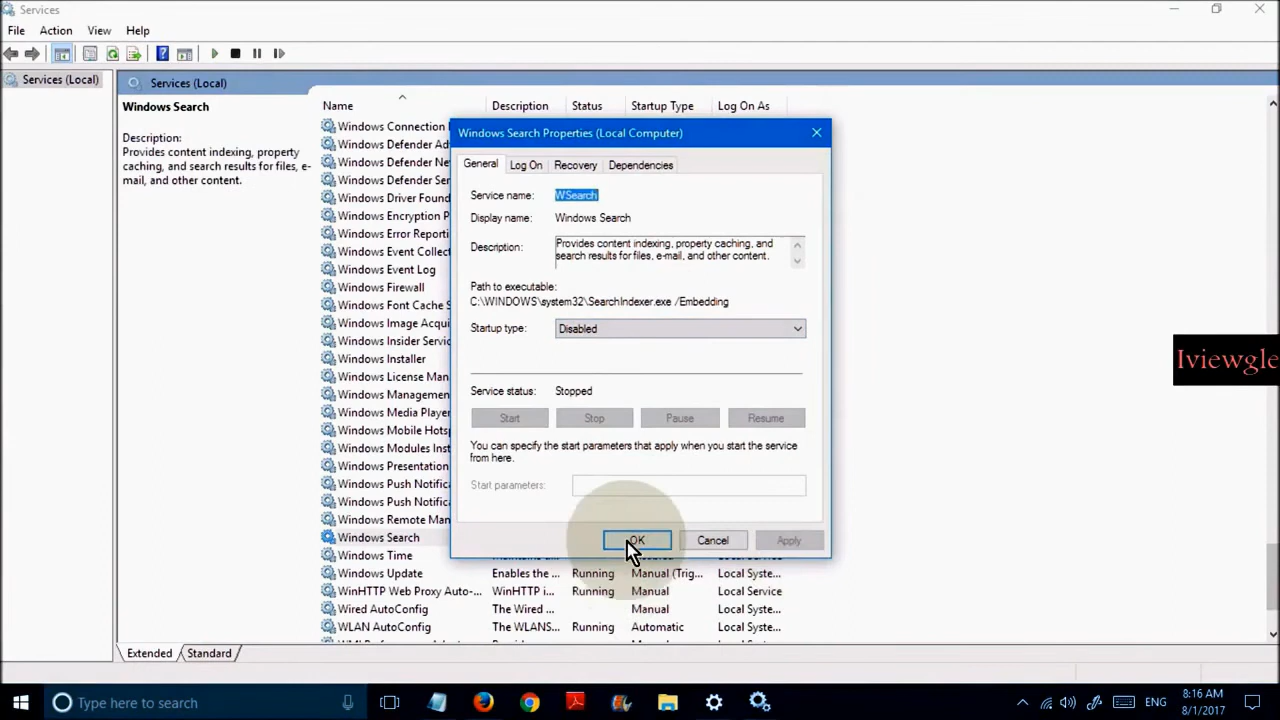 Services
File Action View Help
Services (Local)
Services (Local)
Windows Search
Description:
Provides content indexing, property
caching, and search results for files, e-
mail, and other content.
Name Description Status Startup Type Log On As
Windows Connection
Windows Defender Ad
Windows Defender Net
Windows Defender Ser
Windows Driver Found
Windows Encryption P
Windows Error Reporti
Windows Event Collect
Windows Event Log
Windows Firewall
Windows Font Cache S
Windows Image Acqui
Windows Insider Servic
Windows Installer
Windows License Man
Windows Management
Windows Media Player
Windows Mobile Hots
Windows Modules Inst
Windows Presentation
Windows Push Notifica
Windows Push Notifica
Windows Remote Man
Windows Search
Windows Time
Windows Update Enables the ... Running Manual (Trig... Local Syste...
WinHTTP Web Proxy Auto-... WinHTTP i... Running Manual Local Service
Wired AutoConfig The Wired ... Manual Local Syste...
WLAN AutoConfig The WLANS... Running Automatic Local Syste...
Windows Search Properties (Local Computer)
General Log On Recovery Dependencies
Service name: WSearch
Display name: Windows Search
Description: Provides content indexing, property caching, and
search results for files, e-mail, and other content.
Path to executable:
C:\WINDOWS\system32\SearchIndexer.exe /Embedding
Startup type: Disabled
Service status: Stopped
Start Stop Pause Resume
You can specify the start parameters that apply when you start the service
from here.
Start parameters:
OK Cancel Apply
Iviewgle
Extended Standard
Type here to search
ENG
8:16 AM
8/1/2017